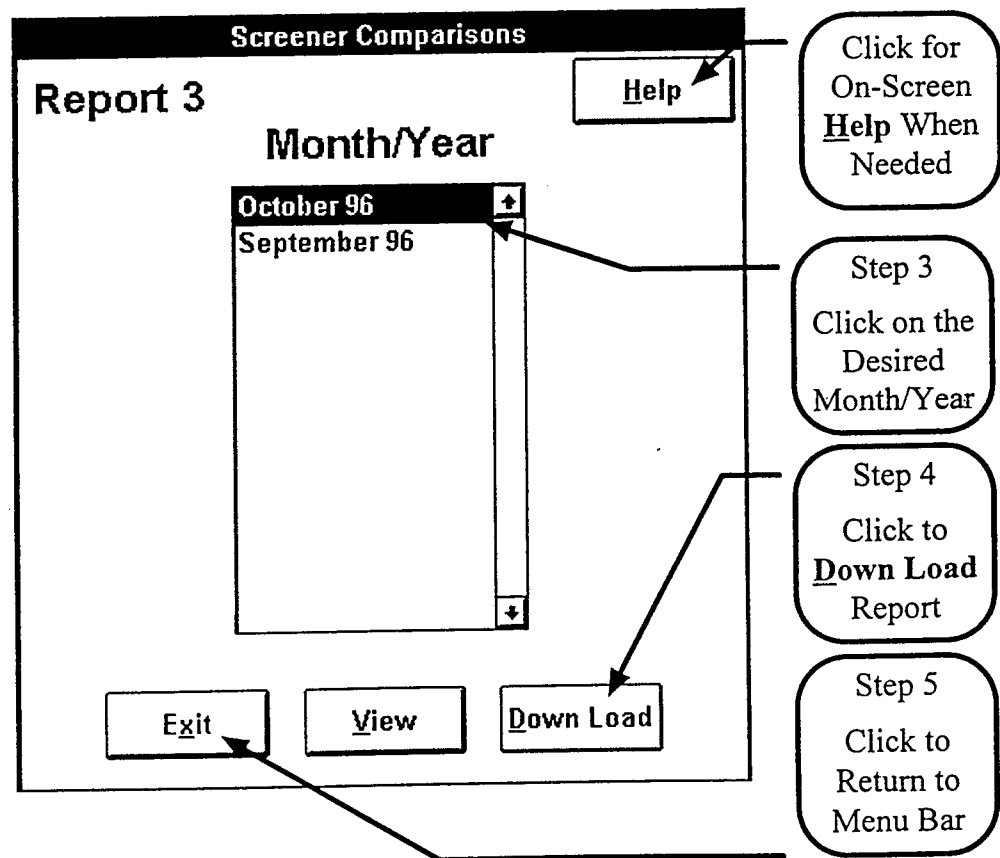 Screener Comparisons
Report 3
Help
Month/Year
October 96
September 96
Exit
View
Down Load
Click for
On-Screen
Help When
Needed
Step 3
Click on the
Desired
Month/Year
Step 4
Click to
Down Load
Report
Step 5
Click to
Return to
Menu Bar